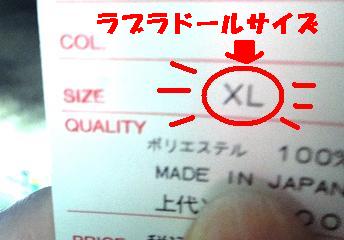 ラブラドールサイズ
COL.
SIZE XL
QUALITY
ポリエステル 100%
MADE IN JAPAN
上代
PRICE